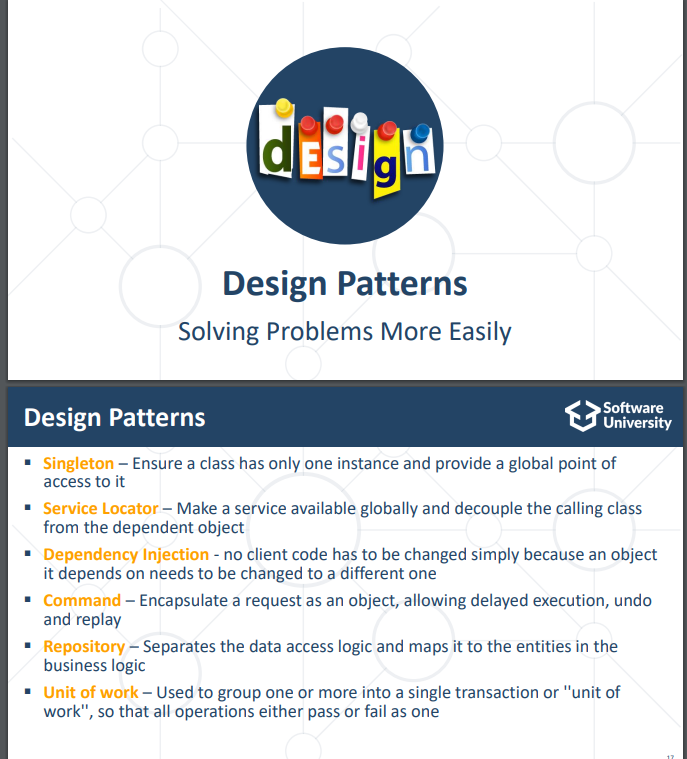 design
Design Patterns
Solving Problems More Easily
Design Patterns
Software
University
▪ Singleton – Ensure a class has only one instance and provide a global point of
access to it
▪ Service Locator – Make a service available globally and decouple the calling class
from the dependent object
▪ Dependency Injection - no client code has to be changed simply because an object
it depends on needs to be changed to a different one
▪ Command – Encapsulate a request as an object, allowing delayed execution, undo
and replay
▪ Repository – Separates the data access logic and maps it to the entities in the
business logic
▪ Unit of work – Used to group one or more into a single transaction or "unit of
work", so that all operations either pass or fail as one